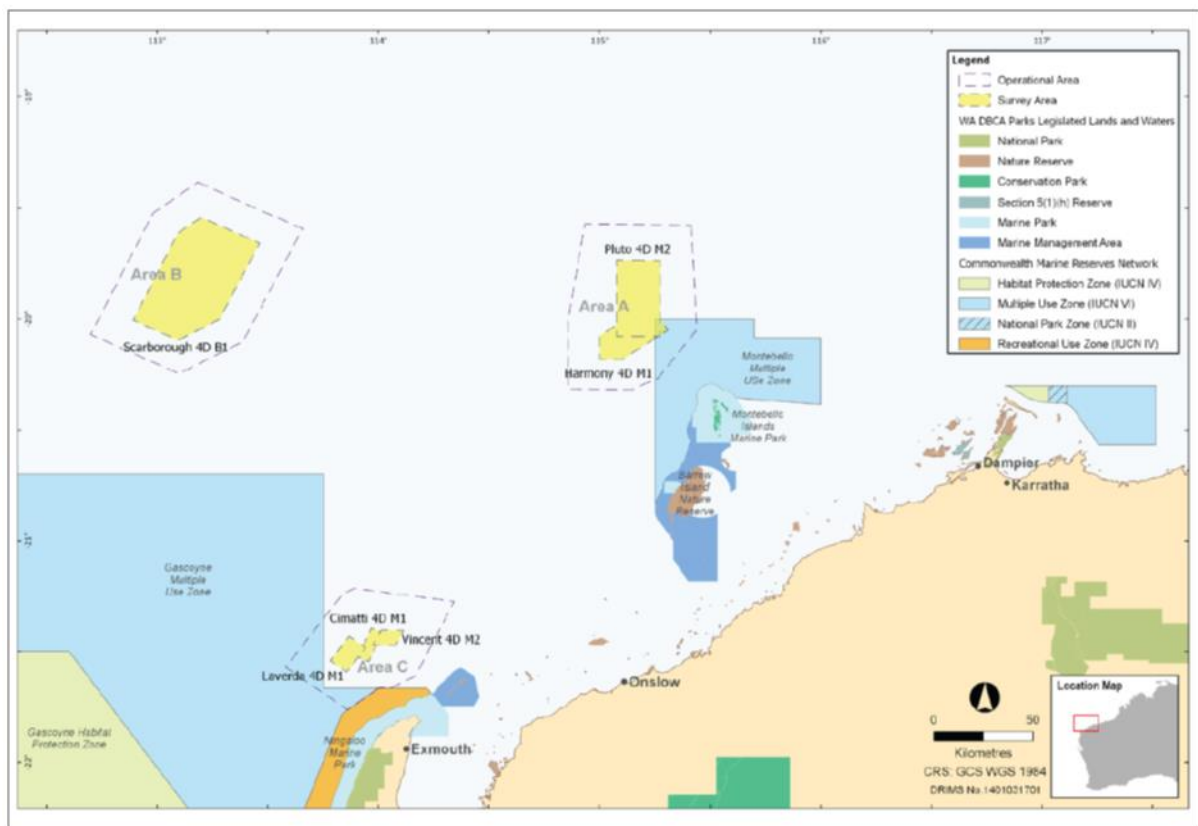 113°
114°
115°
116°
117°
-19°
-20°
-21°
-22°
Legend
Operational Area
Survey Area
WA DBCA Parks Legislated Lands and Waters
National Park
Nature Reserve
Conservation Park
Section 5(1)(h) Reserve
Marine Park
Marine Management Area
Commonwealth Marine Reserves Network
Habitat Protection Zone (IUCN IV)
Multiple Use Zone (IUCN VI)
National Park Zone (IUCN II)
Recreational Use Zone (IUCN IV)
Area B
Scarborough 4D B1
Pluto 4D M2
Area A
Harmony 4D M1
Montebello
Multiple
Use Zone
Montebello
Islands
Marine Park
Barrow
Island
Nature
Reserve
Dampier
Karratha
Gascoyne
Multiple
Use Zone
Cimatti 4D M1
Vincent 4D M2
Laverda 4D M1
Area C
Onslow
Gascoyne Habitat
Protection Zone
Ningaloo
Marine
Park
Exmouth
0
50
Kilometres
CRS: GCS WGS 1984
DRIMS No.1401031701
Location Map